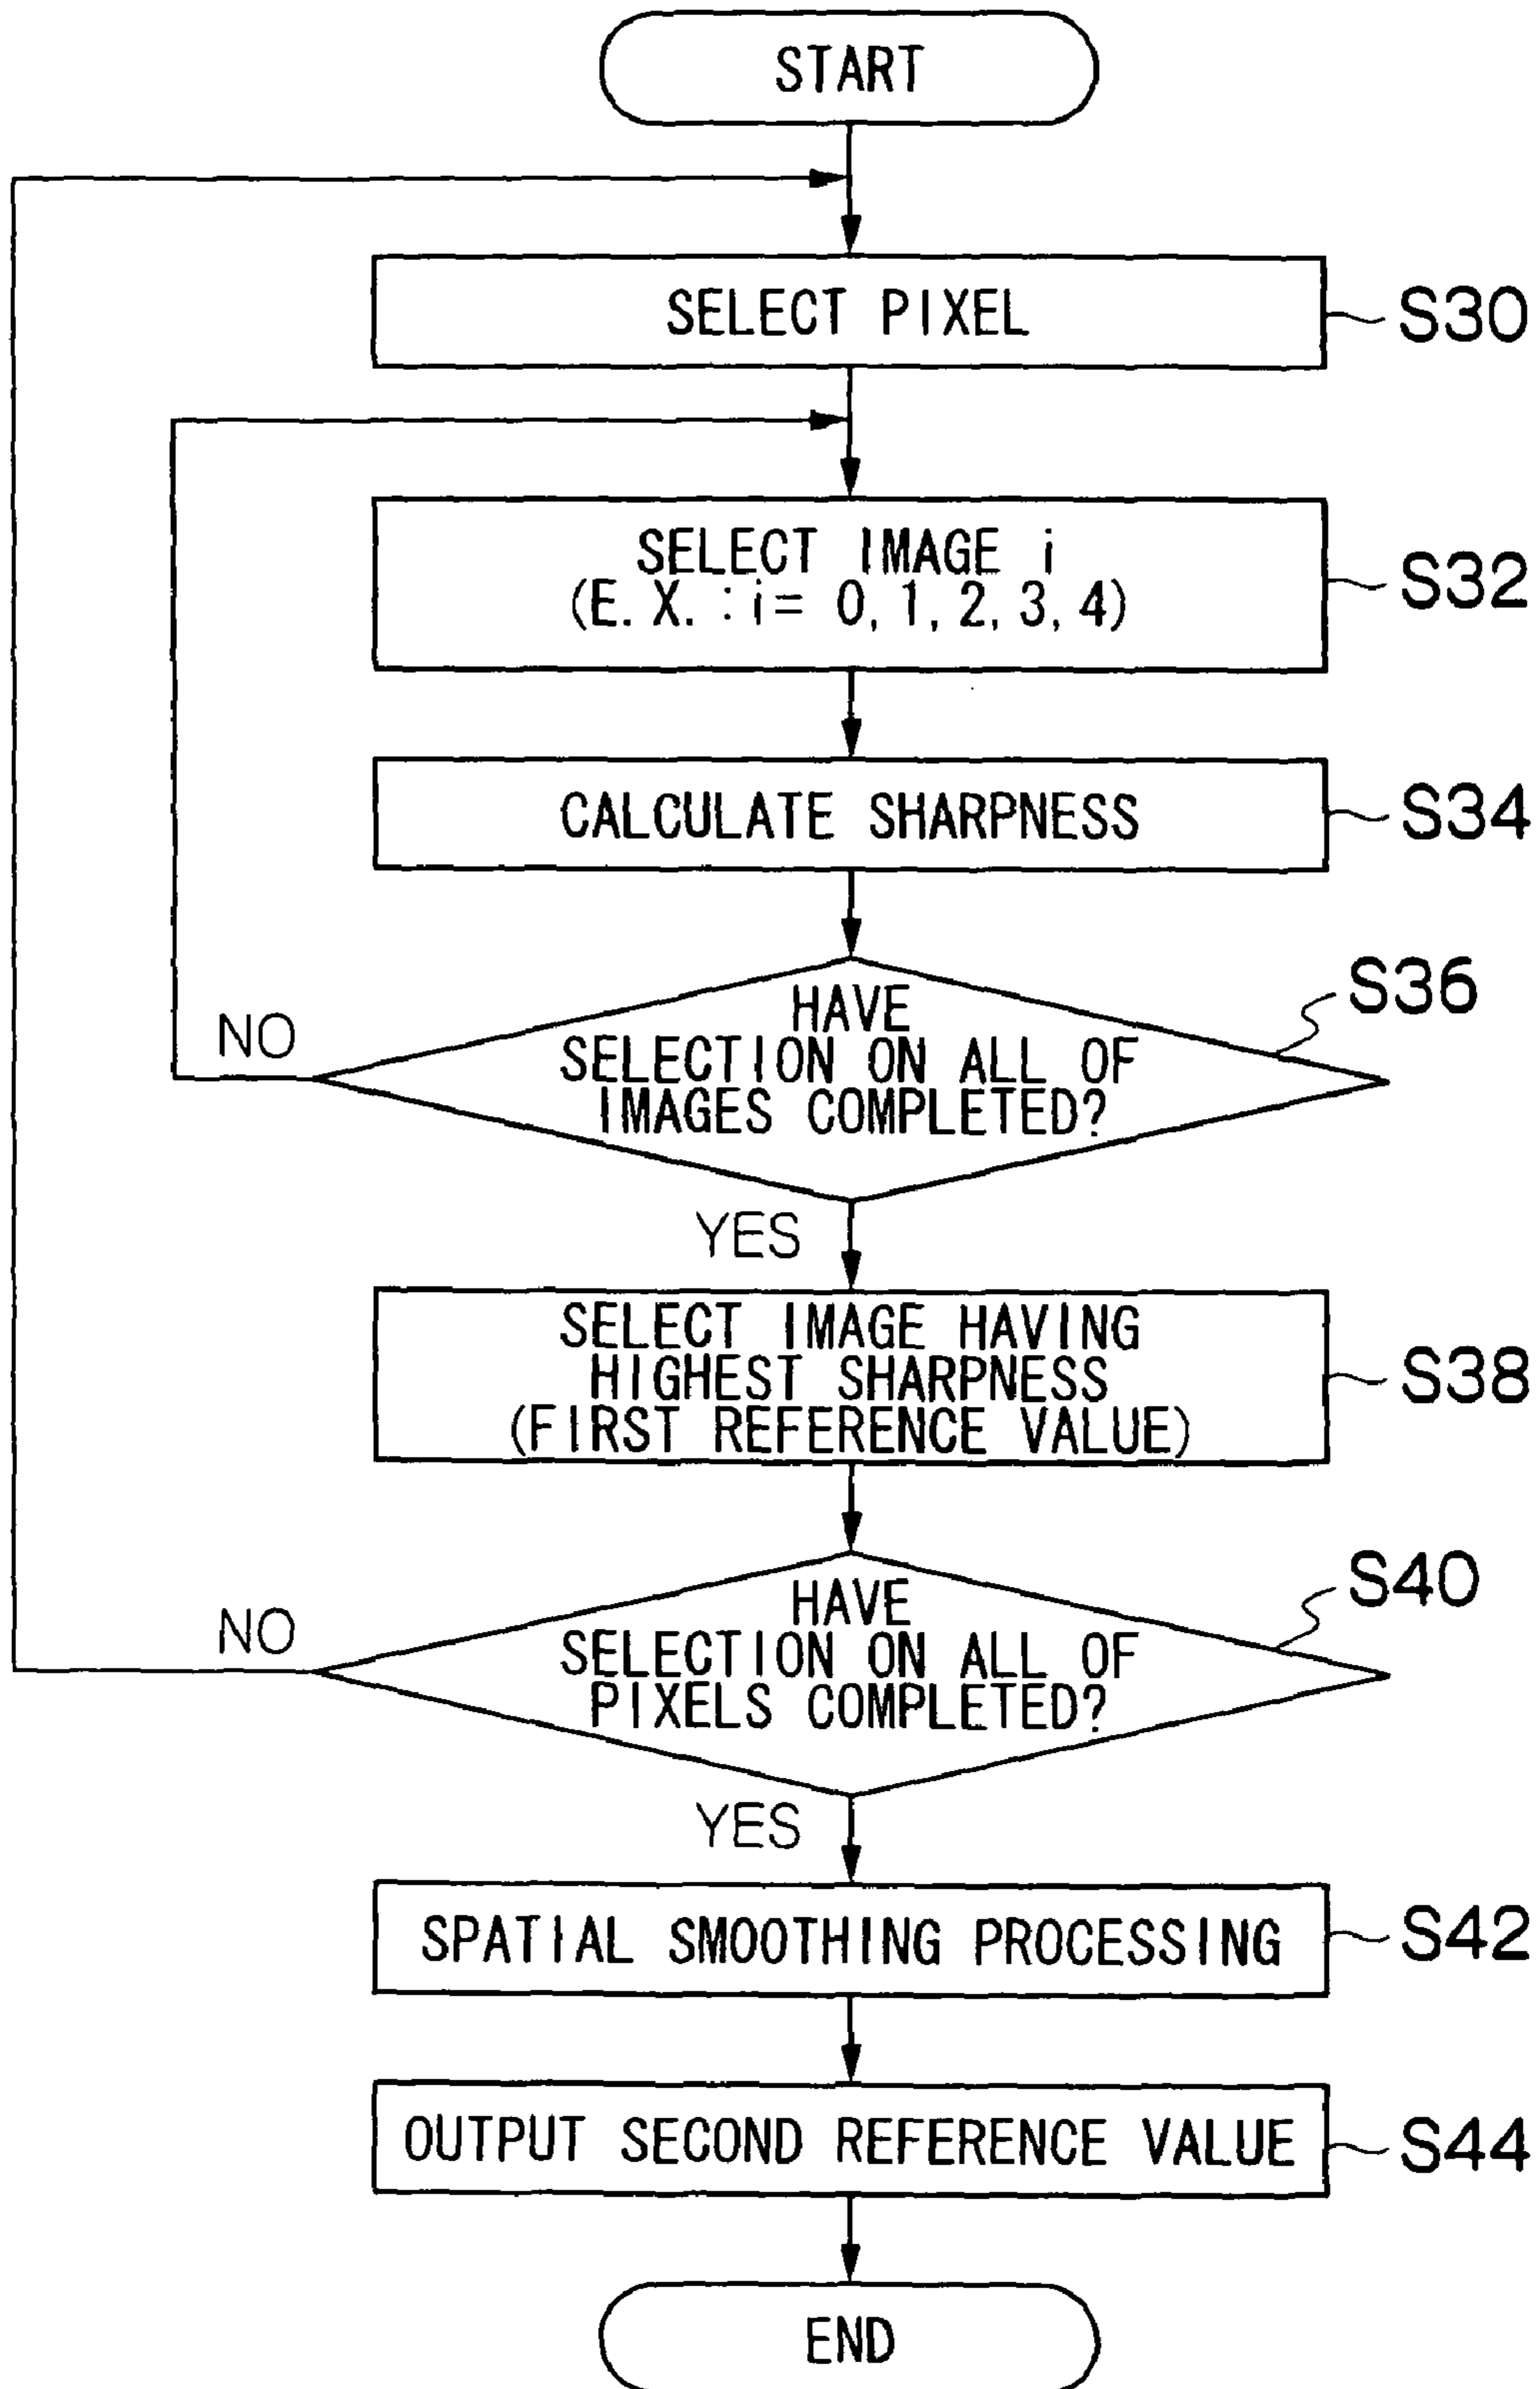 START
SELECT PIXEL
S30
SELECT IMAGE i
(E. X. : i= 0, 1, 2, 3, 4)
S32
CALCULATE SHARPNESS
S34
HAVE
SELECTION ON ALL OF
IMAGES COMPLETED?
S36
NO
YES
SELECT IMAGE HAVING
HIGHEST SHARPNESS
(FIRST REFERENCE VALUE)
S38
HAVE
SELECTION ON ALL OF
PIXELS COMPLETED?
S40
NO
YES
SPATIAL SMOOTHING PROCESSING
S42
OUTPUT SECOND REFERENCE VALUE
S44
END